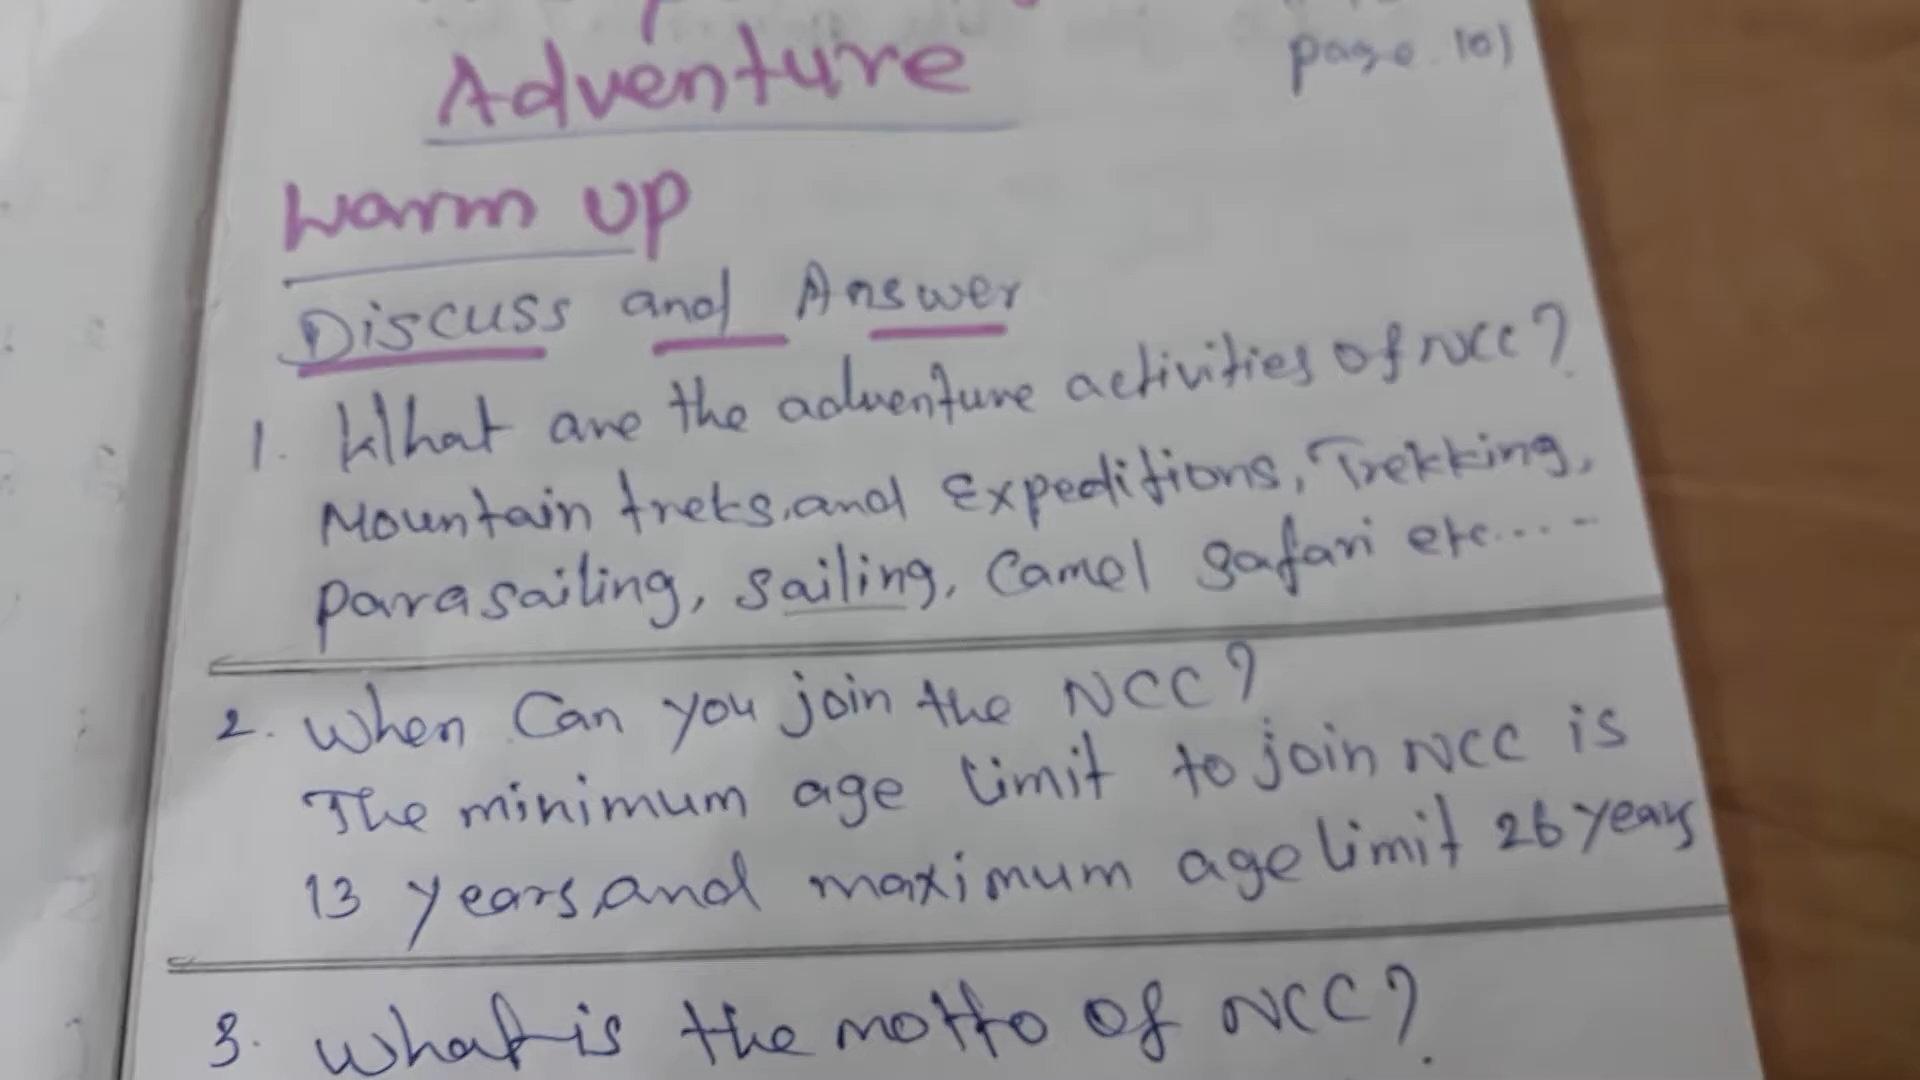 Adventure
page. 101
Warm up
Discuss and Answer
1. What are the adventure activities of NCC?
Mountain treks, and Expeditions, Trekking,
parasailing, sailing, Camel safari etc.....
2. When Can you join the NCC?
The minimum age limit to join NCC is
13 years, and maximum age limit 26 years
3. What is the motto of NCC?